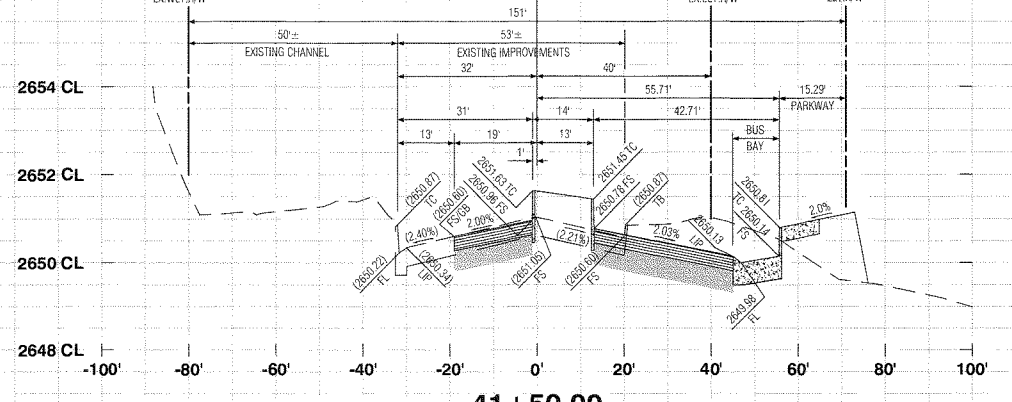 151'
50'±
53'±
EXISTING CHANNEL
EXISTING IMPROVEMENTS
32'
40'
2654 CL
55.71'
15.29'
PARKWAY
31'
14'
42.71'
BUS
BAY
13'
19'
13'
1'
2652 CL
(2650.87)
TC
(2650.60)
FS/GB
2651.63 TC
2650.96 FS
2651.45 TC
2650.78 FS
(2650.87)
TB
2650.81
TC
2650.14
FS
2.0%
2.00%
(2.40%)
(2.21%)
2.03%
2650.13
LIP
2650 CL
(2650.22)
FL
(2650.34)
LIP
(2651.05)
FS
(2650.60)
FS
2649.98
FL
2648 CL
-100'
-80'
-60'
-40'
-20'
0'
20'
40'
60'
80'
100'